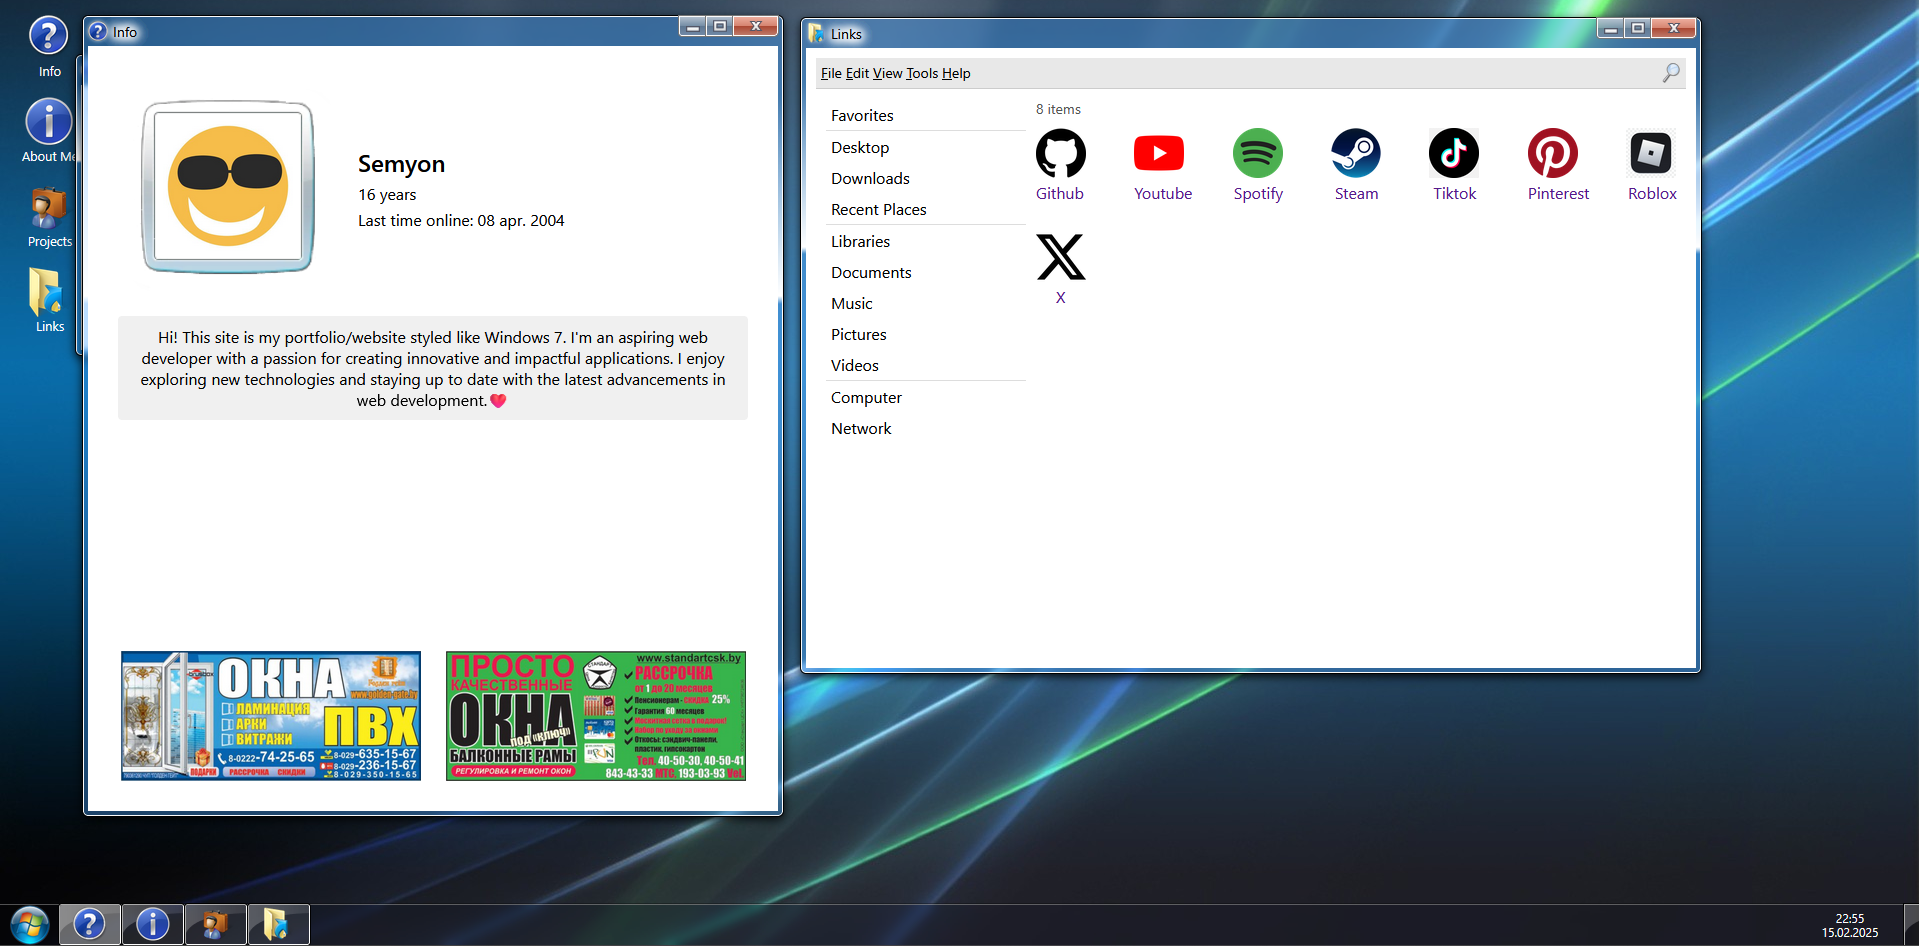 Info
About Me
Projects
Links
Info
Semyon
16 years
Last time online: 08 apr. 2004
Hi! This site is my portfolio/website styled like Windows 7. I'm an aspiring web
developer with a passion for creating innovative and impactful applications. I enjoy
exploring new technologies and staying up to date with the latest advancements in
web development.
ОКНА
www.golden-gate.by
ЛАМИНАЦИЯ
АРКИ
ВИТРАЖИ
ПВХ
8-0222-74-25-65
8-029-635-15-67
8-029-236-15-67
8-029-350-15-65
ПОДАРКИ
РАССРОЧКА СКИДКИ
ПРОСТО
КАЧЕСТВЕННЫЕ
ОКНА
ПОД «КЛЮЧ»
БАЛКОННЫЕ РАМЫ
РЕГУЛИРОВКА И РЕМОНТ ОКОН
СТАНДАРТ
www.standartcsk.by
РАССРОЧКА
от 1 до 20 месяцев
Пенсионерам - скидка 25%
Гарантия 60 месяцев
Москитная сетка в подарок!
Набор по уходу за окнами
Откосы: сэндвич-панели,
пластик, гипсокартон
Тел. 40-50-30, 40-50-41
843-43-33 МТС, 193-03-93 Vel.
Links
File Edit View Tools Help
Favorites
Desktop
Downloads
Recent Places
Libraries
Documents
Music
Pictures
Videos
Computer
Network
8 items
Github
Youtube
Spotify
Steam
Tiktok
Pinterest
Roblox
X
22:55
15.02.2025